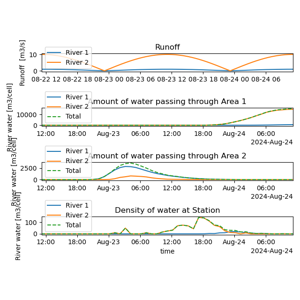 Runoff
Runoff [m3/s]
10
0
River 1
River 2
08-22 12 08-22 18 08-23 00 08-23 06 08-23 12 08-23 18 08-24 00 08-24 06
Amount of water passing through Area 1
River water [m3/cell]
10000
0
River 1
River 2
Total
12:00 18:00 Aug-23 06:00 12:00 18:00 Aug-24 06:00
2024-Aug-24
Amount of water passing through Area 2
River water [m3/cell]
2500
0
River 1
River 2
Total
12:00 18:00 Aug-23 06:00 12:00 18:00 Aug-24 06:00
2024-Aug-24
Density of water at Station
River water [m3/cell]
100
0
River 1
River 2
Total
12:00 18:00 Aug-23 06:00 12:00 18:00 Aug-24 06:00
time
2024-Aug-24